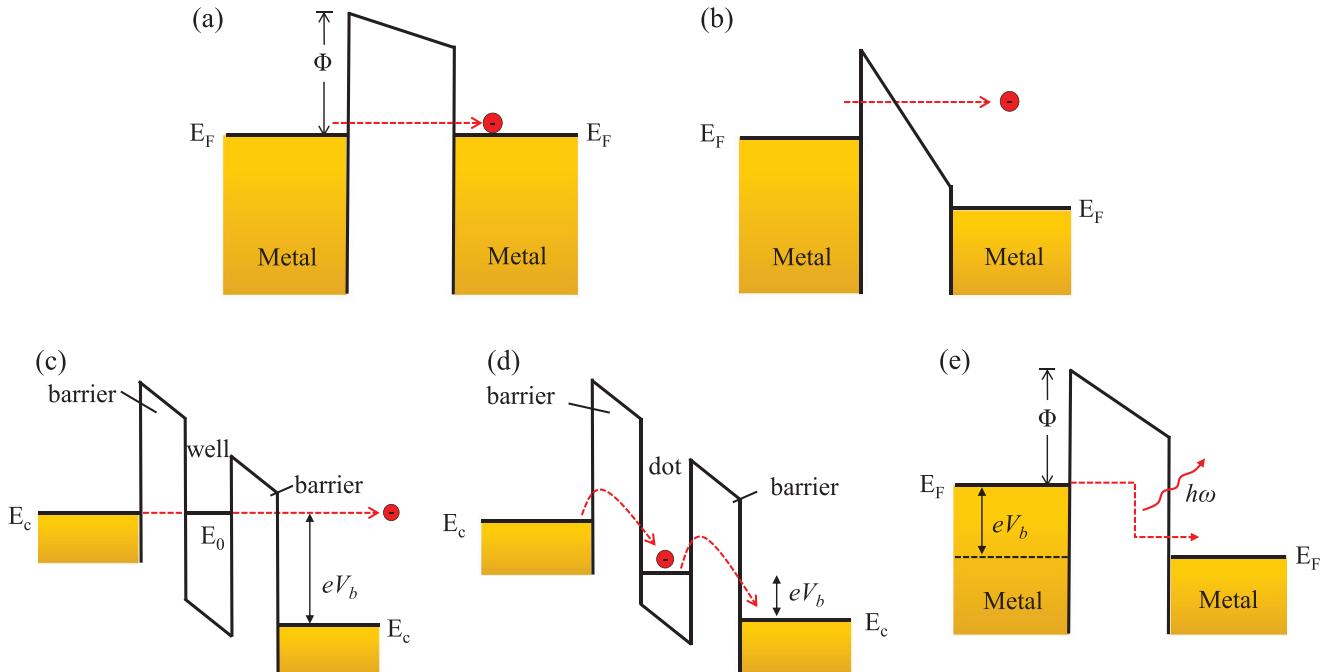 (a)
Φ
E_F
E_F
Metal
Metal
-
(b)
E_F
E_F
Metal
Metal
-
(c)
barrier
well
barrier
E_c
E_0
eV_b
E_c
-
(d)
barrier
dot
barrier
E_c
-
eV_b
E_c
(e)
Φ
E_F
hω
eV_b
E_F
Metal
Metal